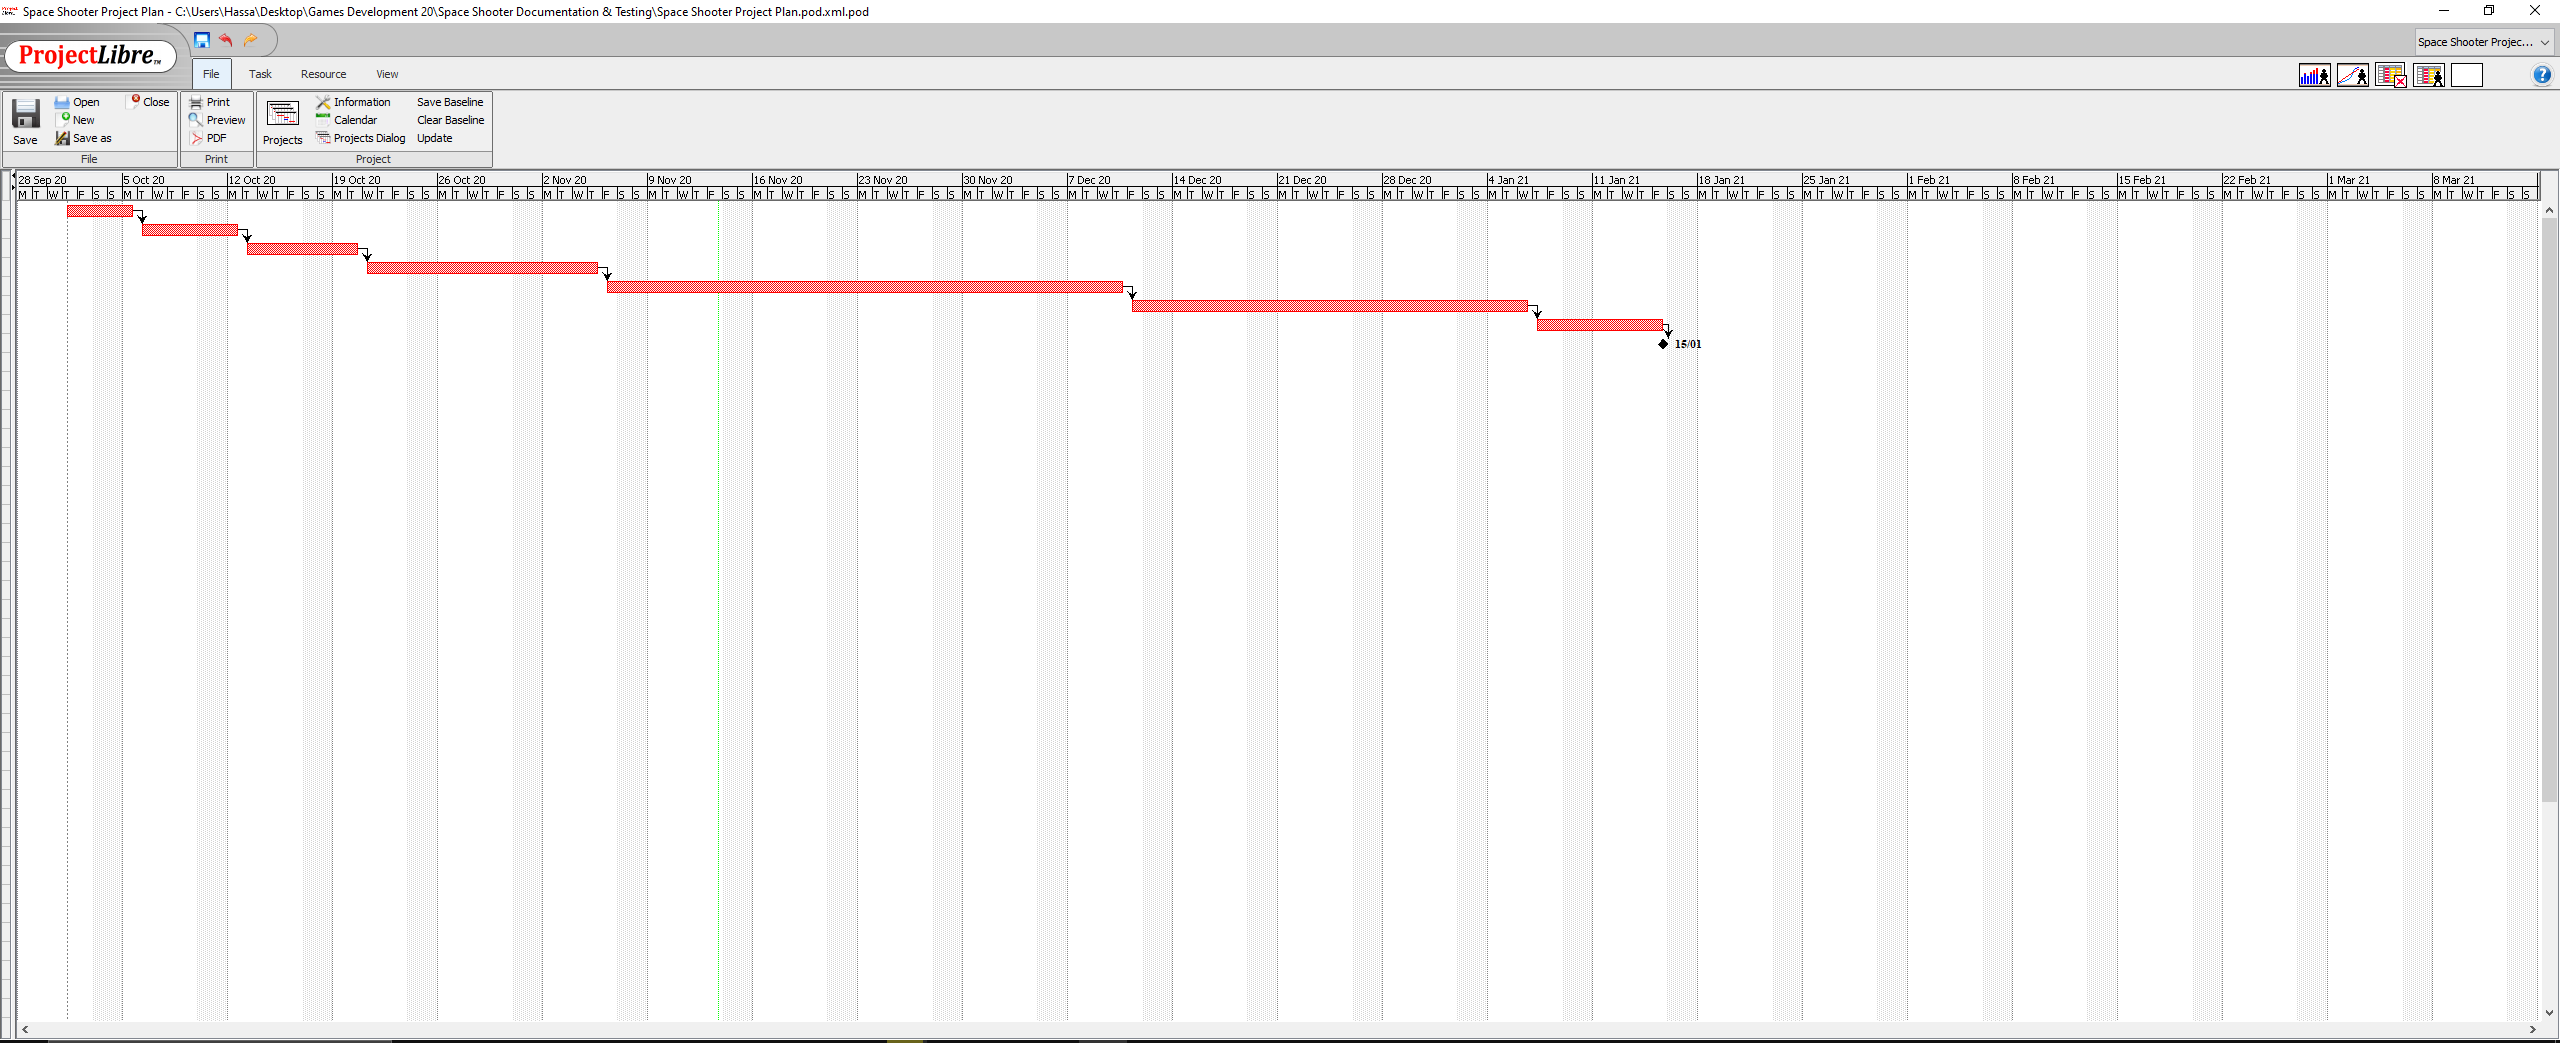 Space Shooter Project Plan - C:\Users\Hassa\Desktop\Games Development 20\Space Shooter Documentation & Testing\Space Shooter Project Plan.pod.xml.pod
ProjectLibre™
Space Shooter Projec...
File Task Resource View
Save
Open
New
Save as
Close
File
Print
Preview
PDF
Print
Projects
Information
Calendar
Projects Dialog
Save Baseline
Clear Baseline
Update
Project
28 Sep 20 5 Oct 20 12 Oct 20 19 Oct 20 26 Oct 20 2 Nov 20 9 Nov 20 16 Nov 20 23 Nov 20 30 Nov 20 7 Dec 20 14 Dec 20 21 Dec 20 28 Dec 20 4 Jan 21 11 Jan 21 18 Jan 21 25 Jan 21 1 Feb 21 8 Feb 21 15 Feb 21 22 Feb 21 1 Mar 21 8 Mar 21
M T W T F S S M T W T F S S M T W T F S S M T W T F S S M T W T F S S M T W T F S S M T W T F S S M T W T F S S M T W T F S S M T W T F S S M T W T F S S M T W T F S S M T W T F S S M T W T F S S M T W T F S S M T W T F S S M T W T F S S M T W T F S S M T W T F S S M T W T F S S M T W T F S S M T W T F S S M T W T F S S M T W T F S S
15/01